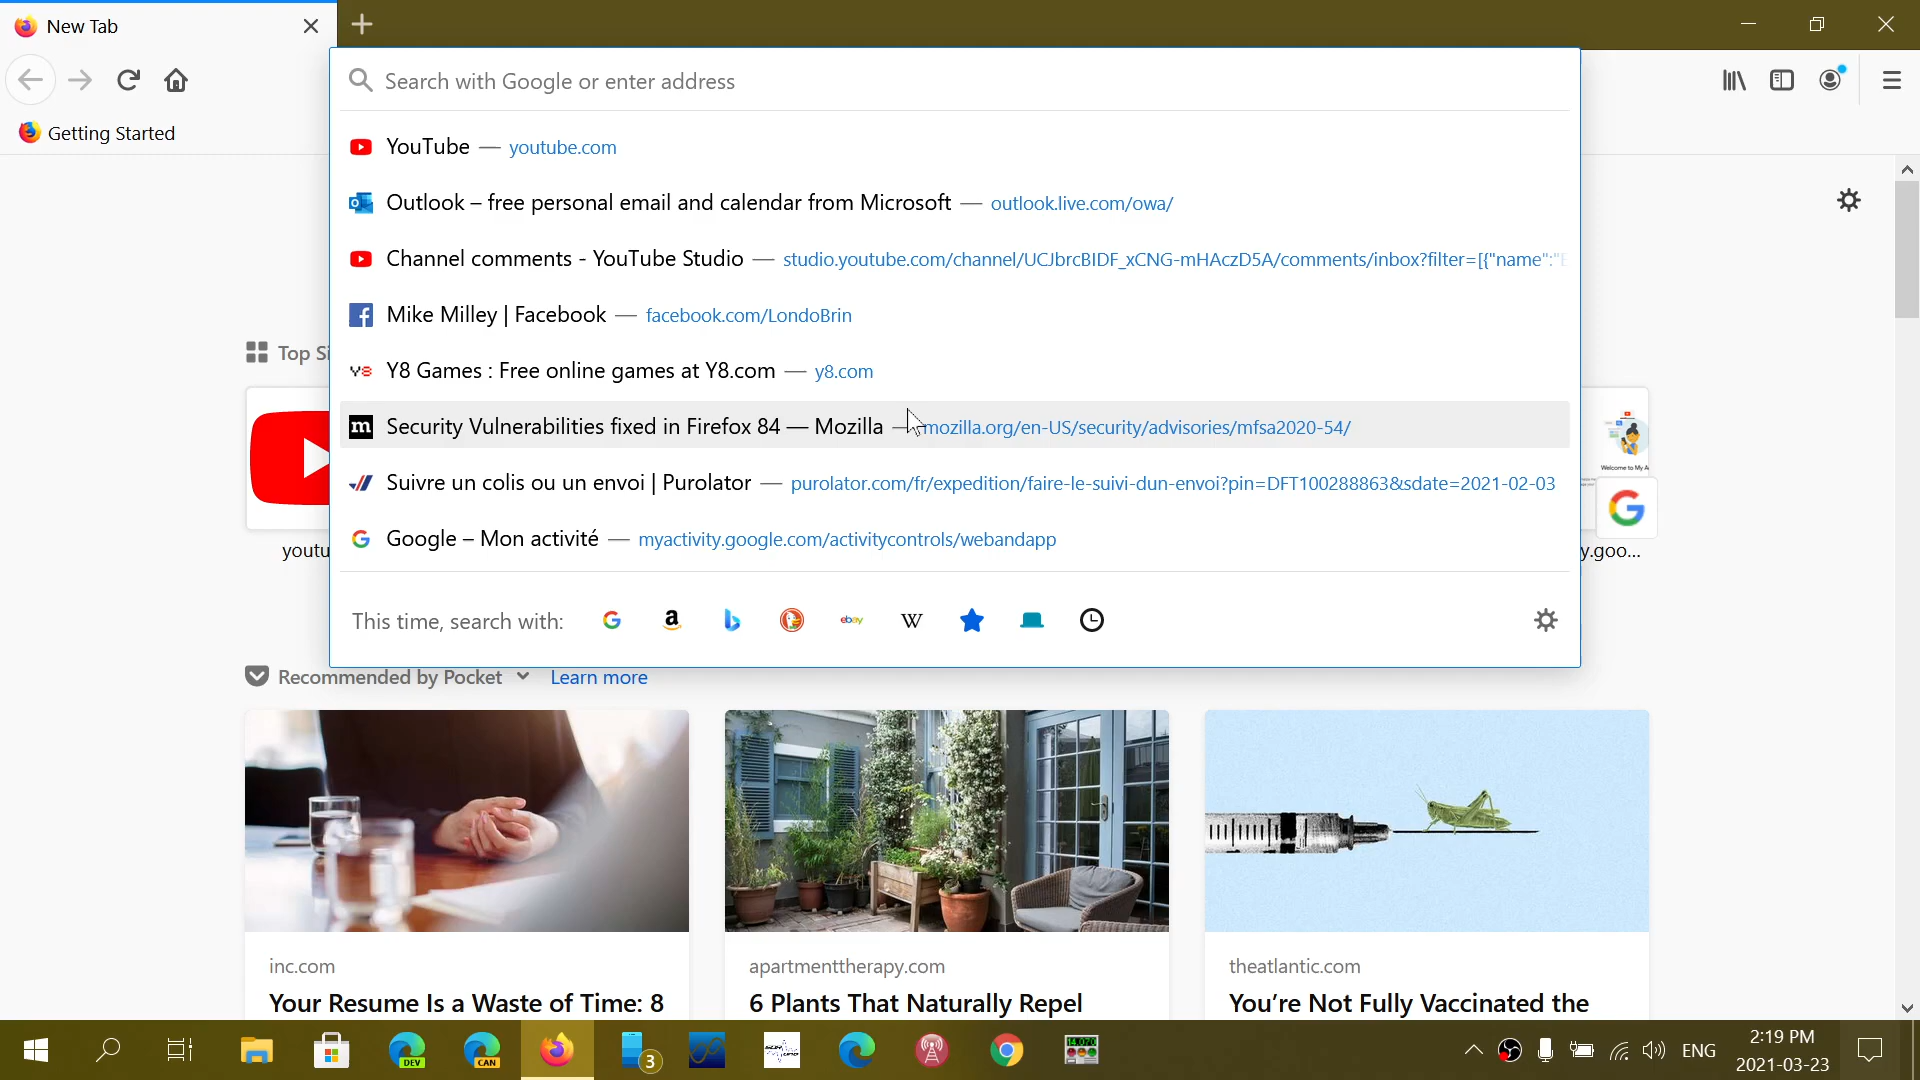 New Tab
Search with Google or enter address
Getting Started
YouTube — youtube.com
Outlook – free personal email and calendar from Microsoft — outlook.live.com/owa/
Channel comments - YouTube Studio — studio.youtube.com/channel/UCJbrcBIDF_xCNG-mHAczD5A/comments/inbox?filter=[{"name":"E
Mike Milley | Facebook — facebook.com/LondoBrin
Top Si
Y8 Games : Free online games at Y8.com — y8.com
Security Vulnerabilities fixed in Firefox 84 — Mozilla — mozilla.org/en-US/security/advisories/mfsa2020-54/
Welcome to My A
Suivre un colis ou un envoi | Purolator — purolator.com/fr/expedition/faire-le-suivi-dun-envoi?pin=DFT100288863&sdate=2021-02-03
Google – Mon activité — myactivity.google.com/activitycontrols/webandapp
youtu
y.goo...
This time, search with:
ebay
W
Recommended by Pocket Learn more
inc.com
Your Resume Is a Waste of Time: 8
apartmenttherapy.com
6 Plants That Naturally Repel
theatlantic.com
You're Not Fully Vaccinated the
DEV
CAN
3
ENG
2:19 PM
2021-03-23